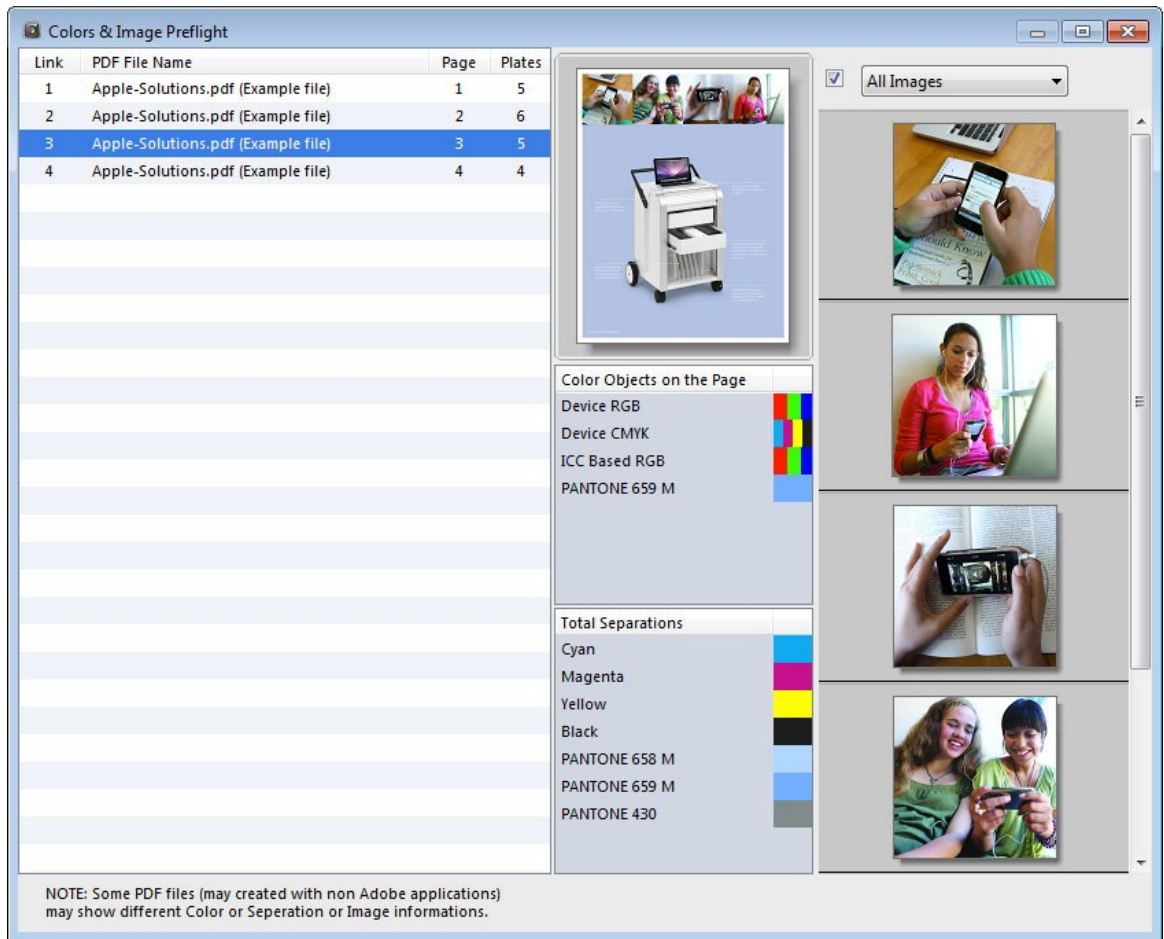 Colors & Image Preflight
Link PDF File Name Page Plates
1 Apple-Solutions.pdf (Example file) 1 5
2 Apple-Solutions.pdf (Example file) 2 6
3 Apple-Solutions.pdf (Example file) 3 5
4 Apple-Solutions.pdf (Example file) 4 4
All Images
Should Know
Color Objects on the Page
Device RGB
Device CMYK
ICC Based RGB
PANTONE 659 M
Total Separations
Cyan
Magenta
Yellow
Black
PANTONE 658 M
PANTONE 659 M
PANTONE 430
NOTE: Some PDF files (may created with non Adobe applications)
may show different Color or Seperation or Image informations.